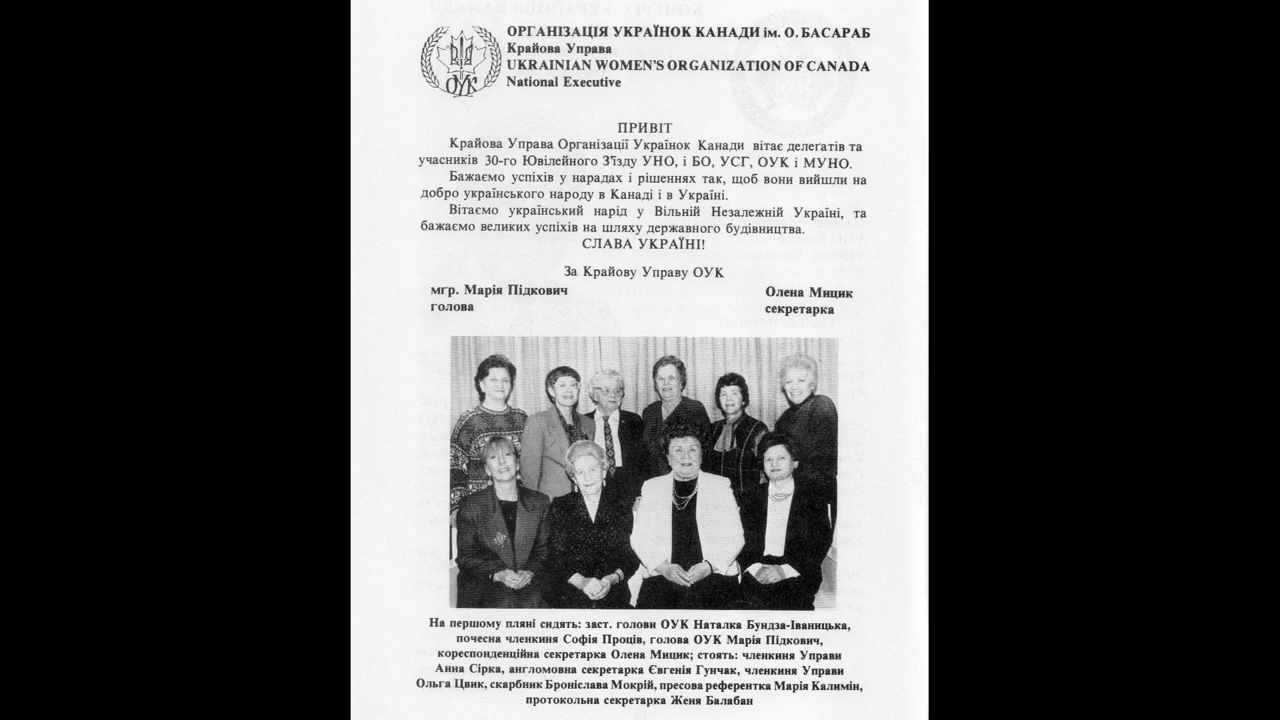 ОРГАНІЗАЦІЯ УКРАЇНОК КАНАДИ ім. О. БАСАРАБ
Крайова Управа
UKRAINIAN WOMEN'S ORGANIZATION OF CANADA
National Executive
ОУК
ПРИВІТ
Крайова Управа Організації Українок Канади вітає делеґатів та
учасників 30-го Ювілейного З'їзду УНО, і БО, УСГ, ОУК і МУНО.
Бажаємо успіхів у нарадах і рішеннях так, щоб вони вийшли на
добро українського народу в Канаді і в Україні.
Вітаємо український нарід у Вільній Незалежній Україні, та
бажаємо великих успіхів на шляху державного будівництва.
СЛАВА УКРАЇНІ!
За Крайову Управу ОУК
мґр. Марія Підкович
голова
Олена Мицик
секретарка
На першому пляні сидять: заст. голови ОУК Наталка Бундза-Іваницька,
почесна членкиня Софія Проців, голова ОУК Марія Підкович,
кореспонденційна секретарка Олена Мицик; стоять: членкиня Управи
Анна Сірка, англомовна секретарка Євгенія Гунчак, членкиня Управи
Ольга Цвик, скарбник Броніслава Мокрій, пресова референтка Марія Калимін,
протокольна секретарка Женя Балабан